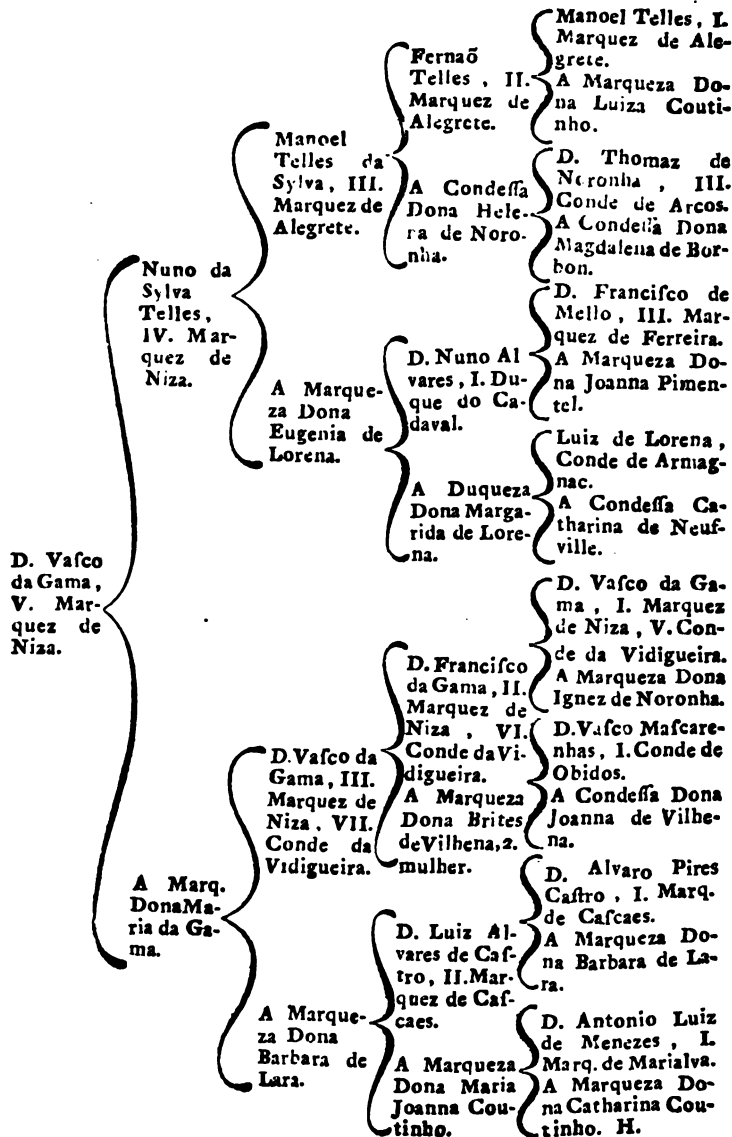 D. Vaſco
da Gama,
V. Mar-
quez de
Niza.
Nuno da
Sylva
Telles,
IV. Mar-
quez de
Niza.
A Marq.
Dona Ma-
ria da Ga-
ma.
Manoel
Telles da
Sylva, III.
Marquez de
Alegrete.
A Marque-
za Dona
Eugenia de
Lorena.
D. Vaſco da
Gama, III.
Marquez de
Niza, VII.
Conde da
Vidigueira.
A Marque-
za Dona
Barbara de
Lara.
Fernaõ
Telles, II.
Marquez de
Alegrete.
A Condeſſa
Dona Hele-
na de Noro-
nha.
D. Nuno Al
vares, I. Du-
que do Ca-
daval.
A Duqueza
Dona Marga-
rida de Lore-
na.
D. Franciſco
da Gama, II.
Marquez de
Niza, VI.
Conde da Vi-
digueira.
A Marqueza
Dona Brites
de Vilhena, 2.
mulher.
D. Luiz Al-
vares de Caſ-
tro, II. Mar-
quez de Caſ-
caes.
A Marqueza
Dona Maria
Joanna Cou-
tinho.
Manoel Telles, I.
Marquez de Ale-
grete.
A Marqueza Do-
na Luiza Couti-
nho.
D. Thomaz de
Noronha, III.
Conde de Arcos.
A Condeſſa Dona
Magdalena de Bor-
bon.
D. Franciſco de
Mello, III. Mar-
quez de Ferreira.
A Marqueza Do-
na Joanna Pimen-
tel.
Luiz de Lorena,
Conde de Armag-
nac.
A Condeſſa Ca-
tharina de Neuf-
ville.
D. Vaſco da Ga-
ma, I. Marquez
de Niza, V. Con-
de da Vidigueira.
A Marqueza Dona
Ignez de Noronha.
D. Vaſco Maſcare-
nhas, I. Conde de
Obidos.
A Condeſſa Dona
Joanna de Vilhe-
na.
D. Alvaro Pires
Caſtro, I. Marq.
de Caſcaes.
A Marqueza Do-
na Barbara de La-
ra.
D. Antonio Luiz
de Menezes, I.
Marq. de Marialva.
A Marqueza Do-
na Catharina Cou-
tinho. H.